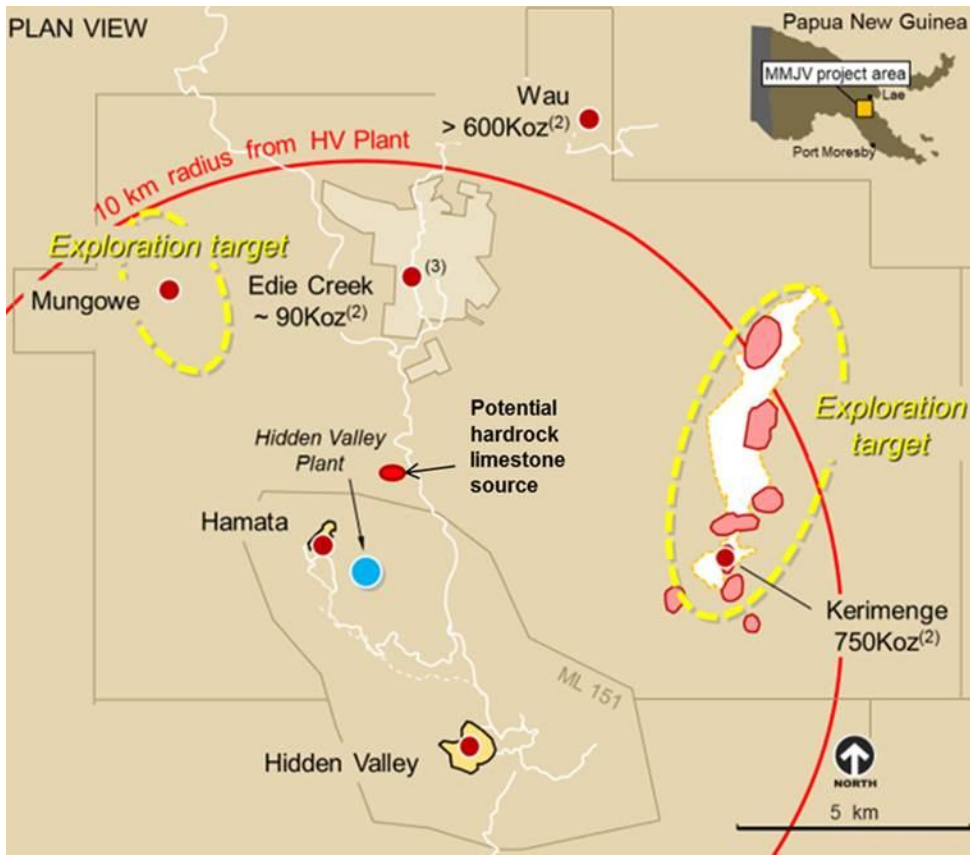 PLAN VIEW
Papua New Guinea
MMJV project area
Lae
Port Moresby
Wau
> 600Koz(2)
10 km radius from HV Plant
Exploration target
Mungowe
Edie Creek
~ 90Koz(2)
(3)
Exploration
target
Potential
hardrock
limestone
source
Hidden Valley
Plant
Hamata
Kerimenge
750Koz(2)
ML 151
Hidden Valley
NORTH
5 km